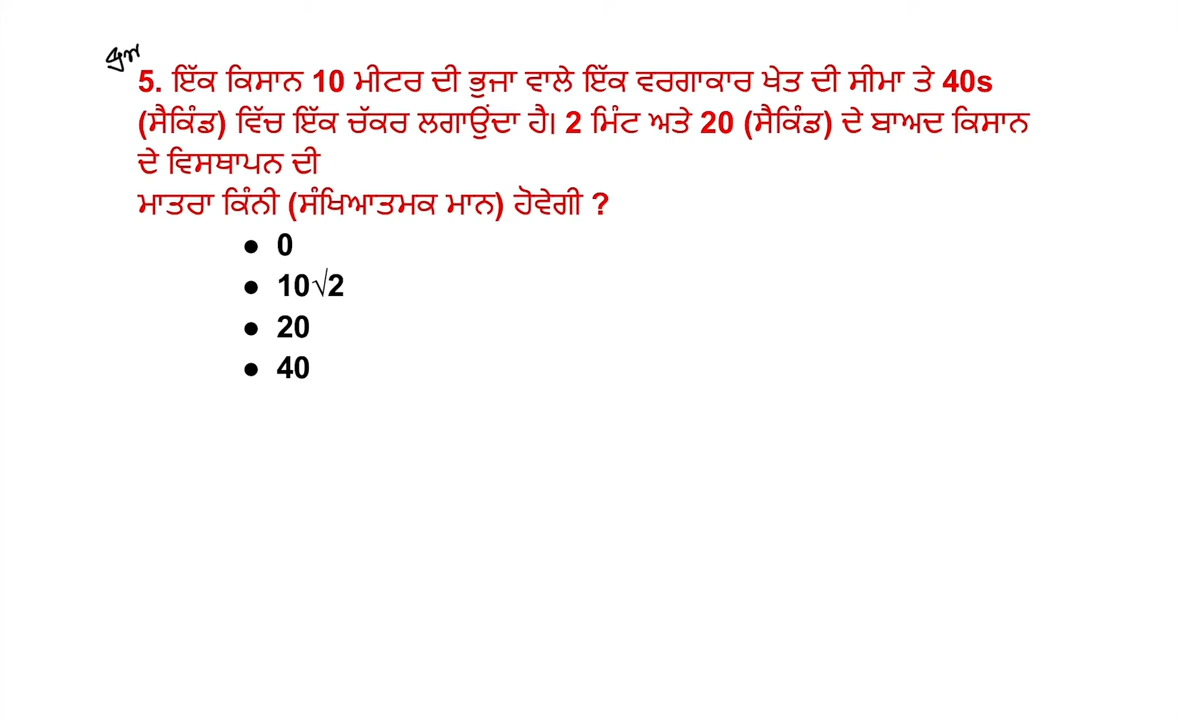 ਪ੍ਰਸ਼ਨ
5. ਇੱਕ ਕਿਸਾਨ 10 ਮੀਟਰ ਦੀ ਭੁਜਾ ਵਾਲੇ ਇੱਕ ਵਰਗਾਕਾਰ ਖੇਤ ਦੀ ਸੀਮਾ ਤੇ 40s
(ਸੈਕਿੰਡ) ਵਿੱਚ ਇੱਕ ਚੱਕਰ ਲਗਾਉਂਦਾ ਹੈ। 2 ਮਿੰਟ ਅਤੇ 20 (ਸੈਕਿੰਡ) ਦੇ ਬਾਅਦ ਕਿਸਾਨ
ਦੇ ਵਿਸਥਾਪਨ ਦੀ
ਮਾਤਰਾ ਕਿੰਨੀ (ਸੰਖਿਆਤਮਕ ਮਾਨ) ਹੋਵੇਗੀ ?
● 0
● 10√2
● 20
● 40